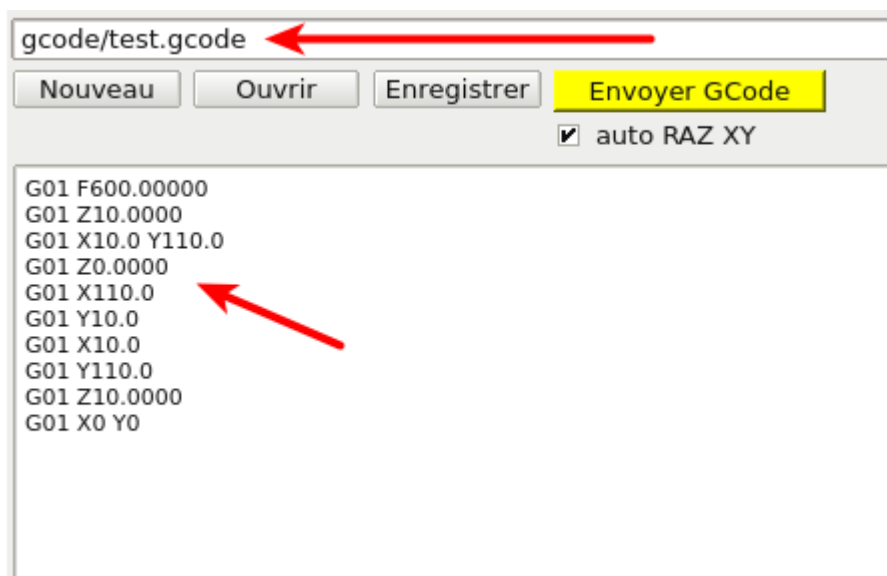 gcode/test.gcode
Nouveau Ouvrir Enregistrer Envoyer GCode
auto RAZ XY
G01 F600.00000
G01 Z10.0000
G01 X10.0 Y110.0
G01 Z0.0000
G01 X110.0
G01 Y10.0
G01 X10.0
G01 Y110.0
G01 Z10.0000
G01 X0 Y0